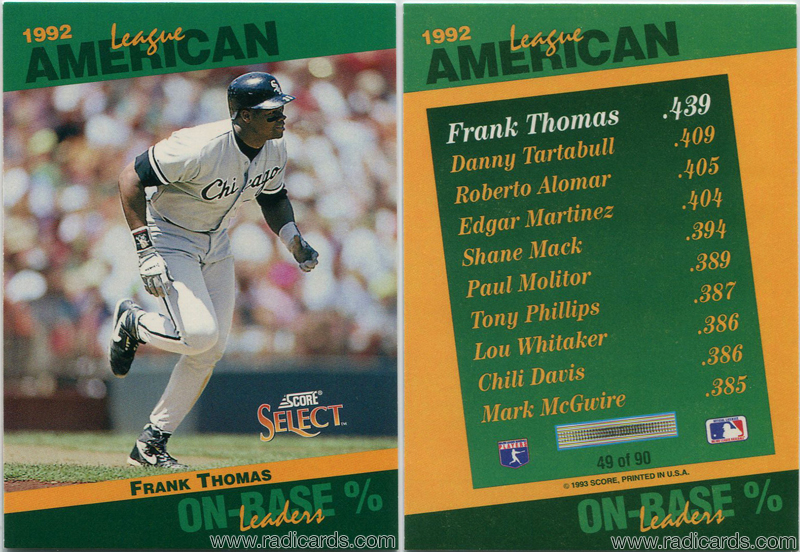 1992
League
AMERICAN
S
Chicago
SCORE®
SELECT™
FRANK THOMAS
ON-BASE %
Leaders
www.radicards.com
1992
League
AMERICAN
Frank Thomas .439
Danny Tartabull .409
Roberto Alomar .405
Edgar Martinez .404
Shane Mack .394
Paul Molitor .389
Tony Phillips .387
Lou Whitaker .386
Chili Davis .386
Mark McGwire .385
PLAYERS
49 of 90
© 1993 SCORE, PRINTED IN U.S.A.
ON-BASE %
Leaders
www.radicards.com